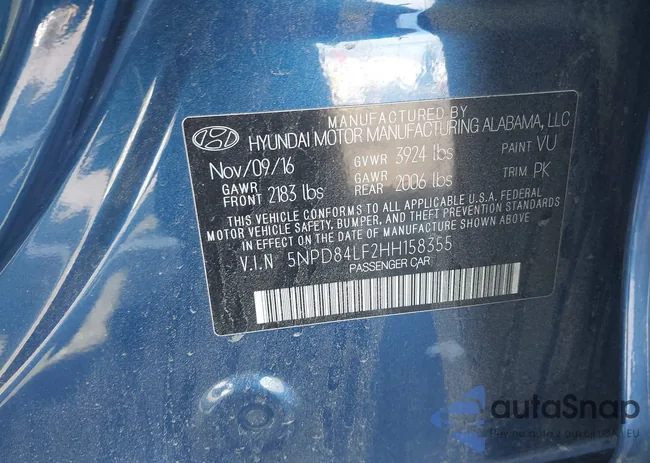 MANUFACTURED BY
HYUNDAI MOTOR MANUFACTURING ALABAMA, LLC
Nov/09/16 GVWR 3924 lbs PAINT VU
GAWR FRONT 2183 lbs GAWR REAR 2006 lbs TRIM PK
THIS VEHICLE CONFORMS TO ALL APPLICABLE U.S.A. FEDERAL
MOTOR VEHICLE SAFETY, BUMPER, AND THEFT PREVENTION STANDARDS
IN EFFECT ON THE DATE OF MANUFACTURE SHOWN ABOVE
V.I.N 5NPD84LF2HH158355
PASSENGER CAR
autoSnap